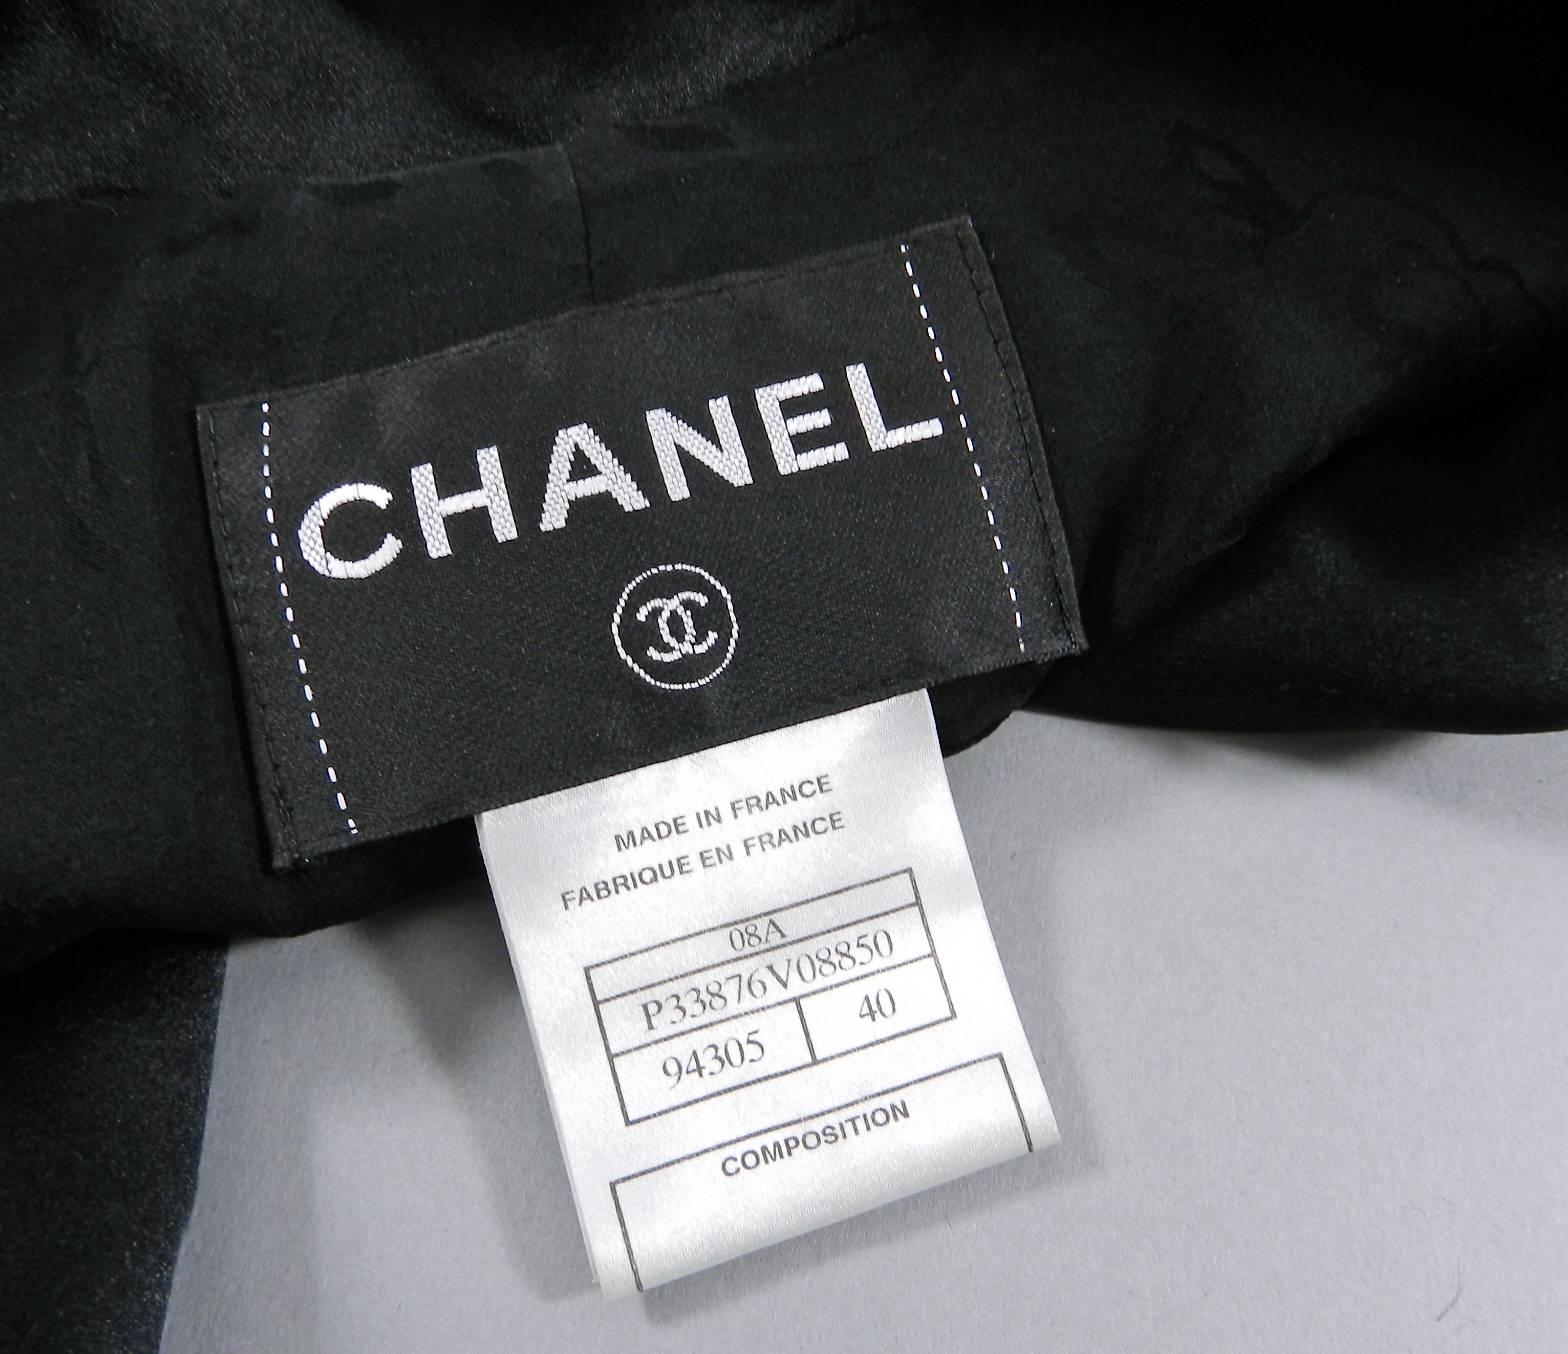 CHANEL
MADE IN FRANCE
FABRIQUE EN FRANCE
08A
P33876V08850
94305 40
COMPOSITION